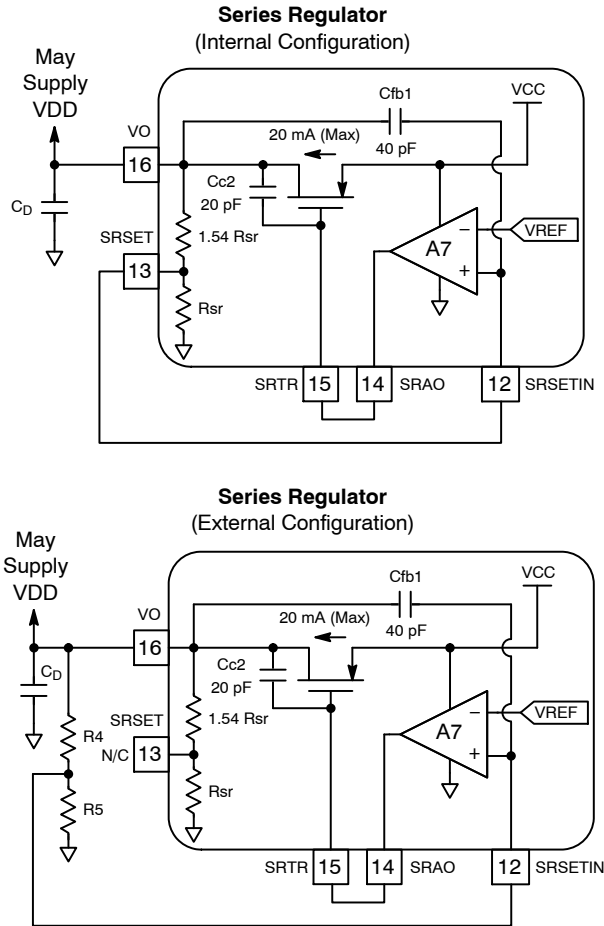 Series Regulator
(Internal Configuration)
May
Supply
VDD
VCC
Cfb1
VO
20 mA (Max)
40 pF
16
Cc2
20 pF
CD
SRSET
1.54 Rsr
−
VREF
A7
13
+
Rsr
SRTR
15
14
SRAO
12
SRSETIN
Series Regulator
(External Configuration)
May
Supply
VDD
VCC
Cfb1
VO
20 mA (Max)
40 pF
16
CD
Cc2
20 pF
SRSET
1.54 Rsr
−
VREF
R4
A7
N/C
13
+
Rsr
R5
SRTR
15
14
SRAO
12
SRSETIN